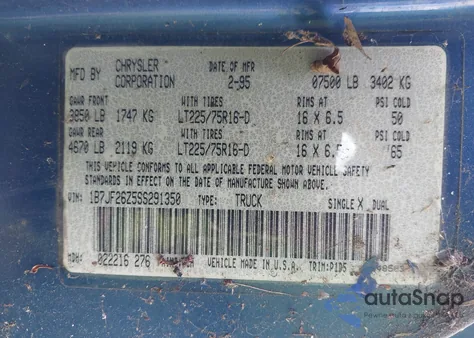 MFD BY CHRYSLER CORPORATION DATE OF MFR 2-95 07500 LB 3402 KG
GAWR FRONT WITH TIRES RIMS AT PSI COLD
3850 LB 1747 KG LT225/75R16-D 16 X 6.5 50
GAWR REAR WITH TIRES RIMS AT PSI COLD
4670 LB 2119 KG LT225/75R16-D 16 X 6.5 65
THIS VEHICLE CONFORMS TO ALL APPLICABLE FEDERAL MOTOR VEHICLE SAFETY
STANDARDS IN EFFECT ON THE DATE OF MANUFACTURE SHOWN ABOVE.
VIN: 1B7JF26Z5SS291350 TYPE: TRUCK SINGLE X DUAL
MDH: 022216 276 VEHICLE MADE IN U.S.A. TRIM:P1D5
autoSnap